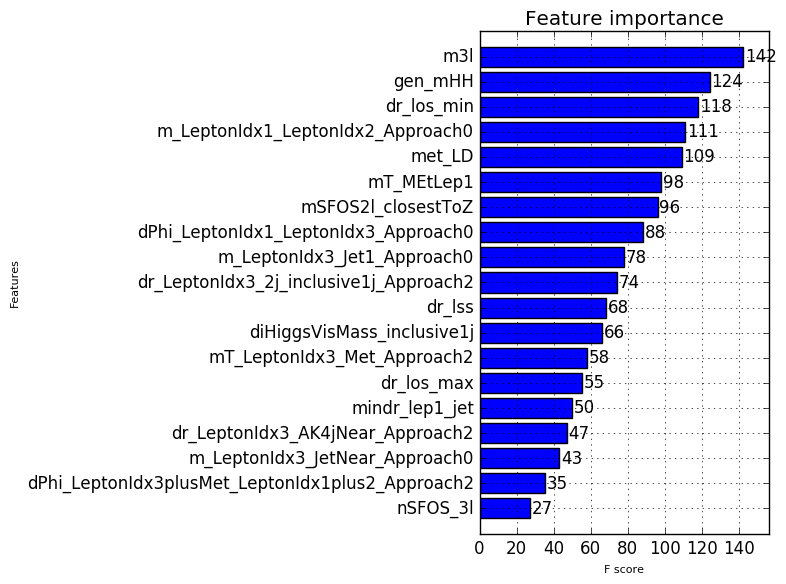 Feature importance
m3l 142
gen_mHH 124
dr_los_min 118
m_LeptonIdx1_LeptonIdx2_Approach0 111
met_LD 109
mT_MEtLep1 98
mSFOS2l_closestToZ 96
dPhi_LeptonIdx1_LeptonIdx3_Approach0 88
m_LeptonIdx3_Jet1_Approach0 78
dr_LeptonIdx3_2j_inclusive1j_Approach2 74
dr_lss 68
diHiggsVisMass_inclusive1j 66
mT_LeptonIdx3_Met_Approach2 58
dr_los_max 55
mindr_lep1_jet 50
dr_LeptonIdx3_AK4jNear_Approach2 47
m_LeptonIdx3_JetNear_Approach0 43
dPhi_LeptonIdx3plusMet_LeptonIdx1plus2_Approach2 35
nSFOS_3l 27
0 20 40 60 80 100 120 140
F score
Features